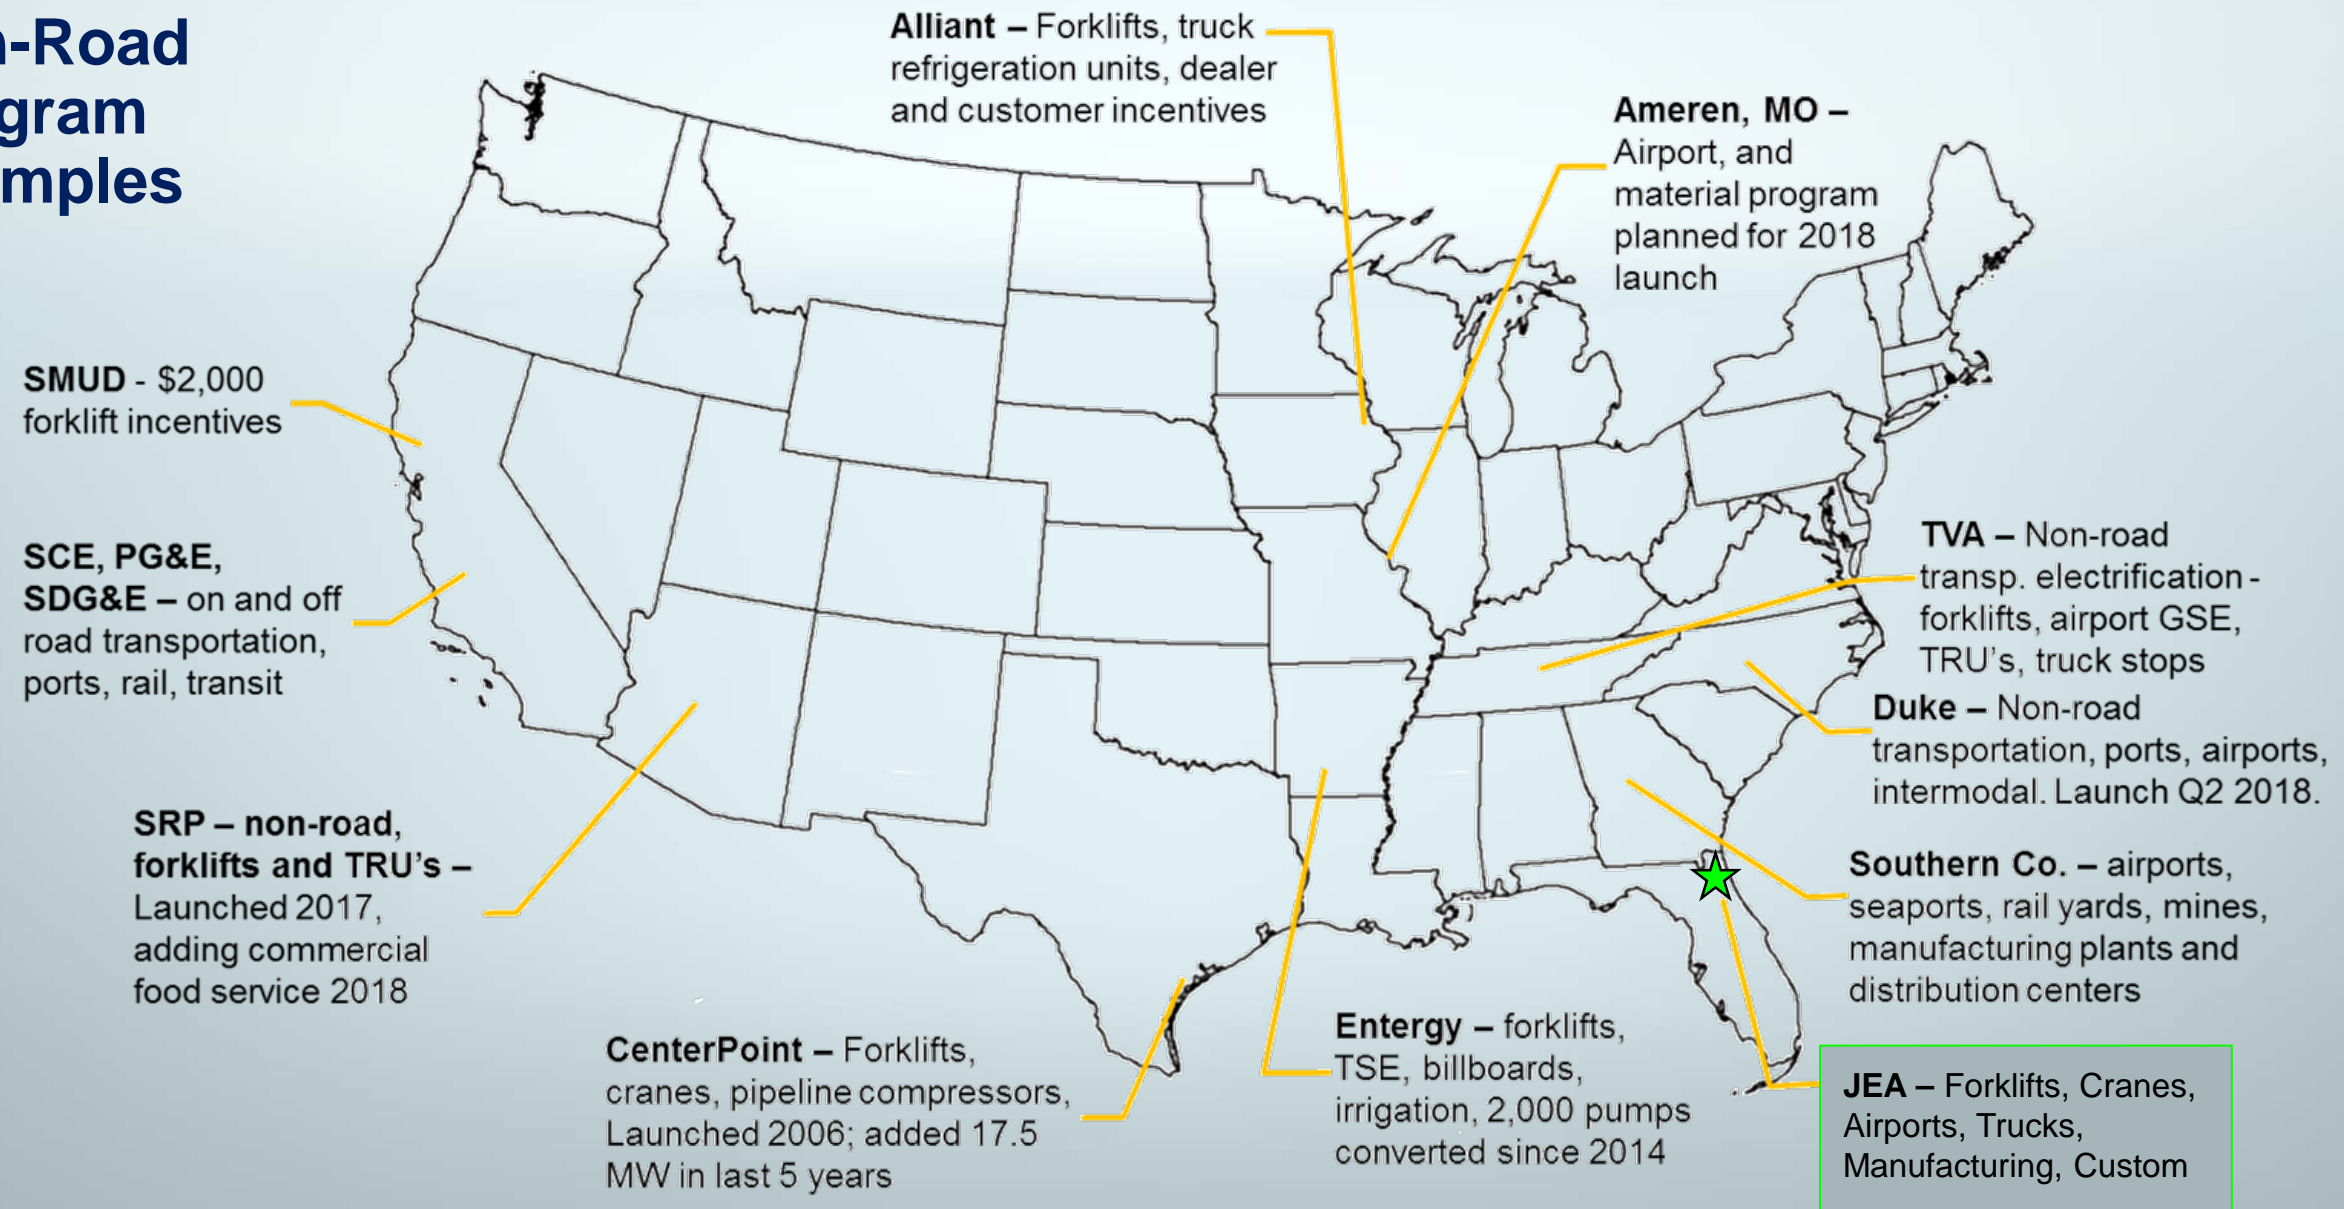 n-Road
gram
mples
Alliant – Forklifts, truck
refrigeration units, dealer
and customer incentives
Ameren, MO –
Airport, and
material program
planned for 2018
launch
SMUD - $2,000
forklift incentives
SCE, PG&E,
SDG&E – on and off
road transportation,
ports, rail, transit
TVA – Non-road
transp. electrification -
forklifts, airport GSE,
TRU's, truck stops
Duke – Non-road
transportation, ports, airports,
intermodal. Launch Q2 2018.
SRP – non-road,
forklifts and TRU's –
Launched 2017,
adding commercial
food service 2018
Southern Co. – airports,
seaports, rail yards, mines,
manufacturing plants and
distribution centers
CenterPoint – Forklifts,
cranes, pipeline compressors,
Launched 2006; added 17.5
MW in last 5 years
Entergy – forklifts,
TSE, billboards,
irrigation, 2,000 pumps
converted since 2014
JEA – Forklifts, Cranes,
Airports, Trucks,
Manufacturing, Custom